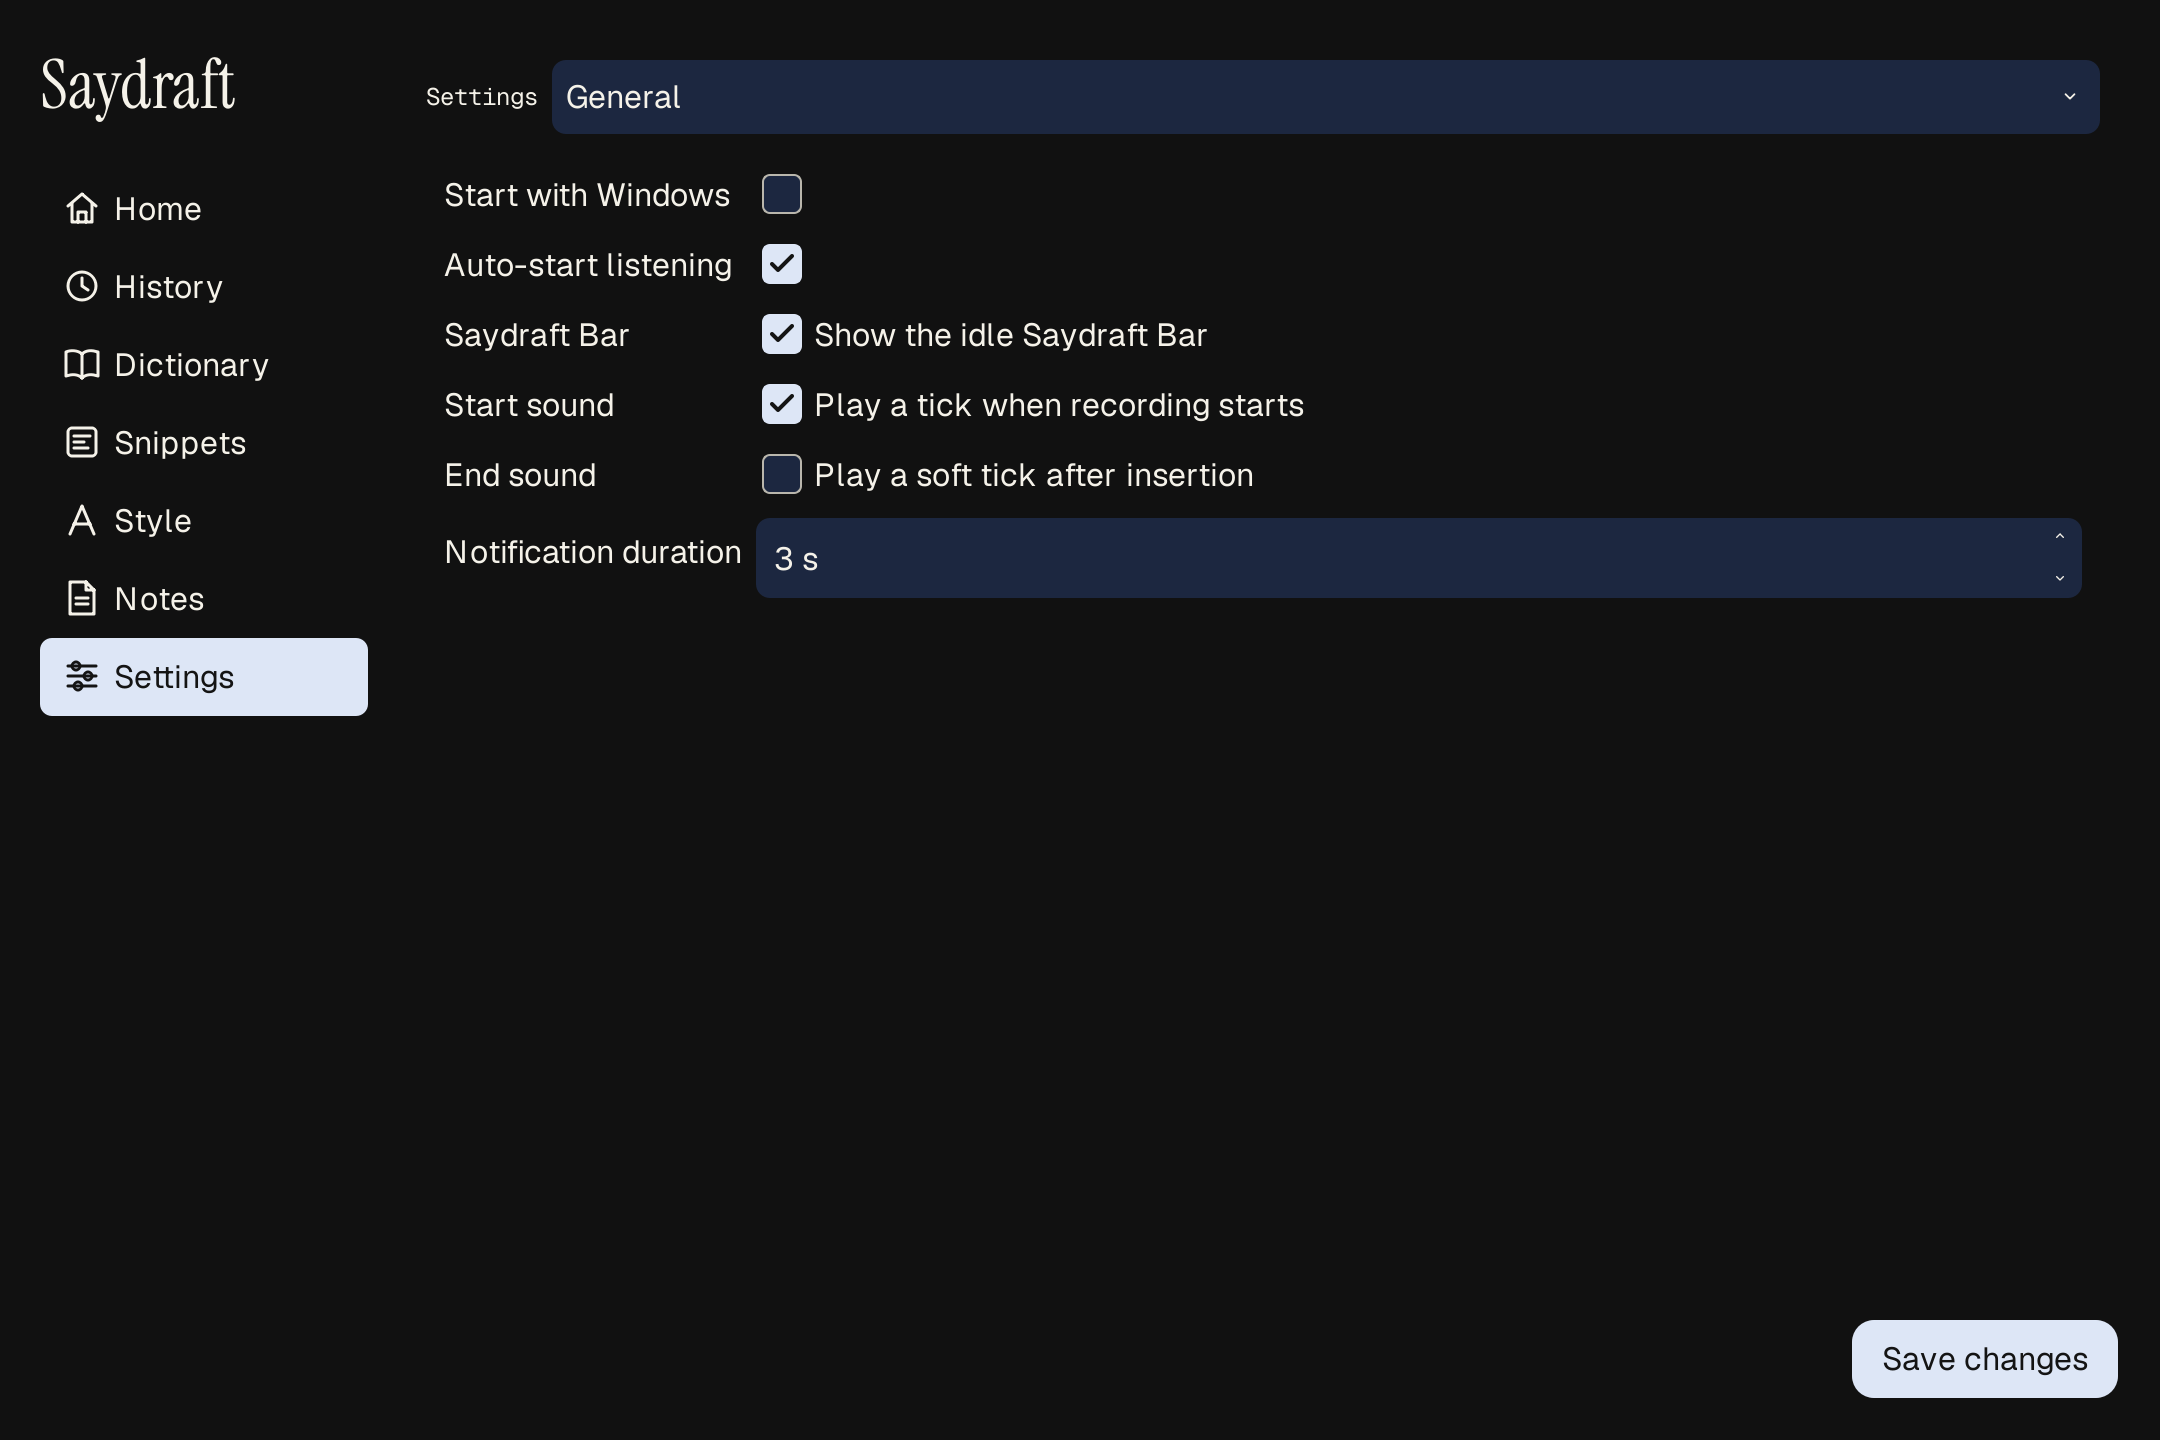 Saydraft
Home
History
Dictionary
Snippets
Style
Notes
Settings
Settings General
Start with Windows
Auto-start listening
Saydraft Bar Show the idle Saydraft Bar
Start sound Play a tick when recording starts
End sound Play a soft tick after insertion
Notification duration 3 s
Save changes